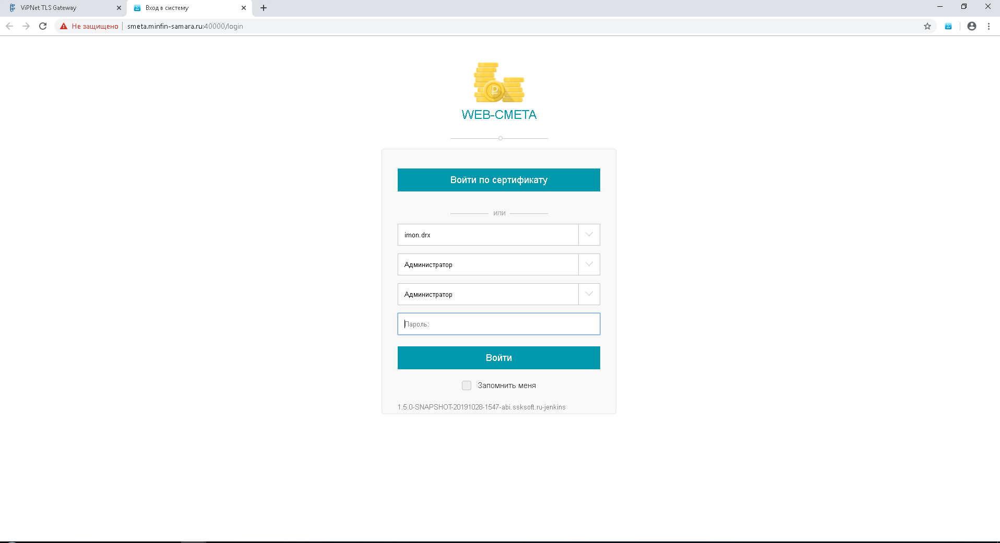 ViPNet TLS Gateway
Вход в систему
Не защищено
smeta.minfin-samara.ru:40000/login
WEB-СМЕТА
Войти по сертификату
или
imon.drx
Администратор
Администратор
Пароль:
Войти
Запомнить меня
1.5.0-SNAPSHOT-20191028-1547-abi.ssksoft.ru-jenkins